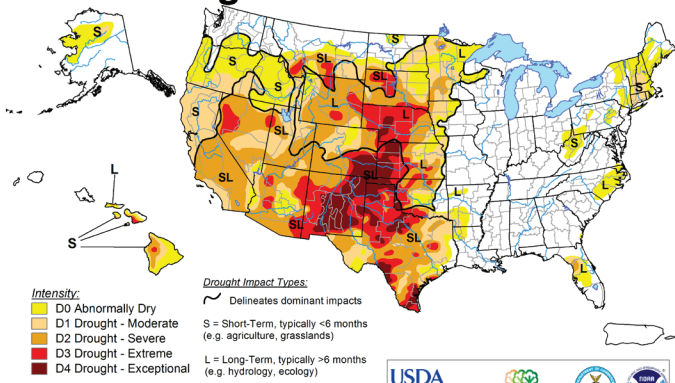 S
S
L
S
SL
S
L
SL
S
L
S
SL
L
S
SL
L
SL
SL
L
L
L
S
SL
SL
L
Drought Impact Types:
Delineates dominant impacts
S = Short-Term, typically <6 months
(e.g. agriculture, grasslands)
L = Long-Term, typically >6 months
(e.g. hydrology, ecology)
Intensity:
D0 Abnormally Dry
D1 Drought - Moderate
D2 Drought - Severe
D3 Drought - Extreme
D4 Drought - Exceptional
USDA
NOAA